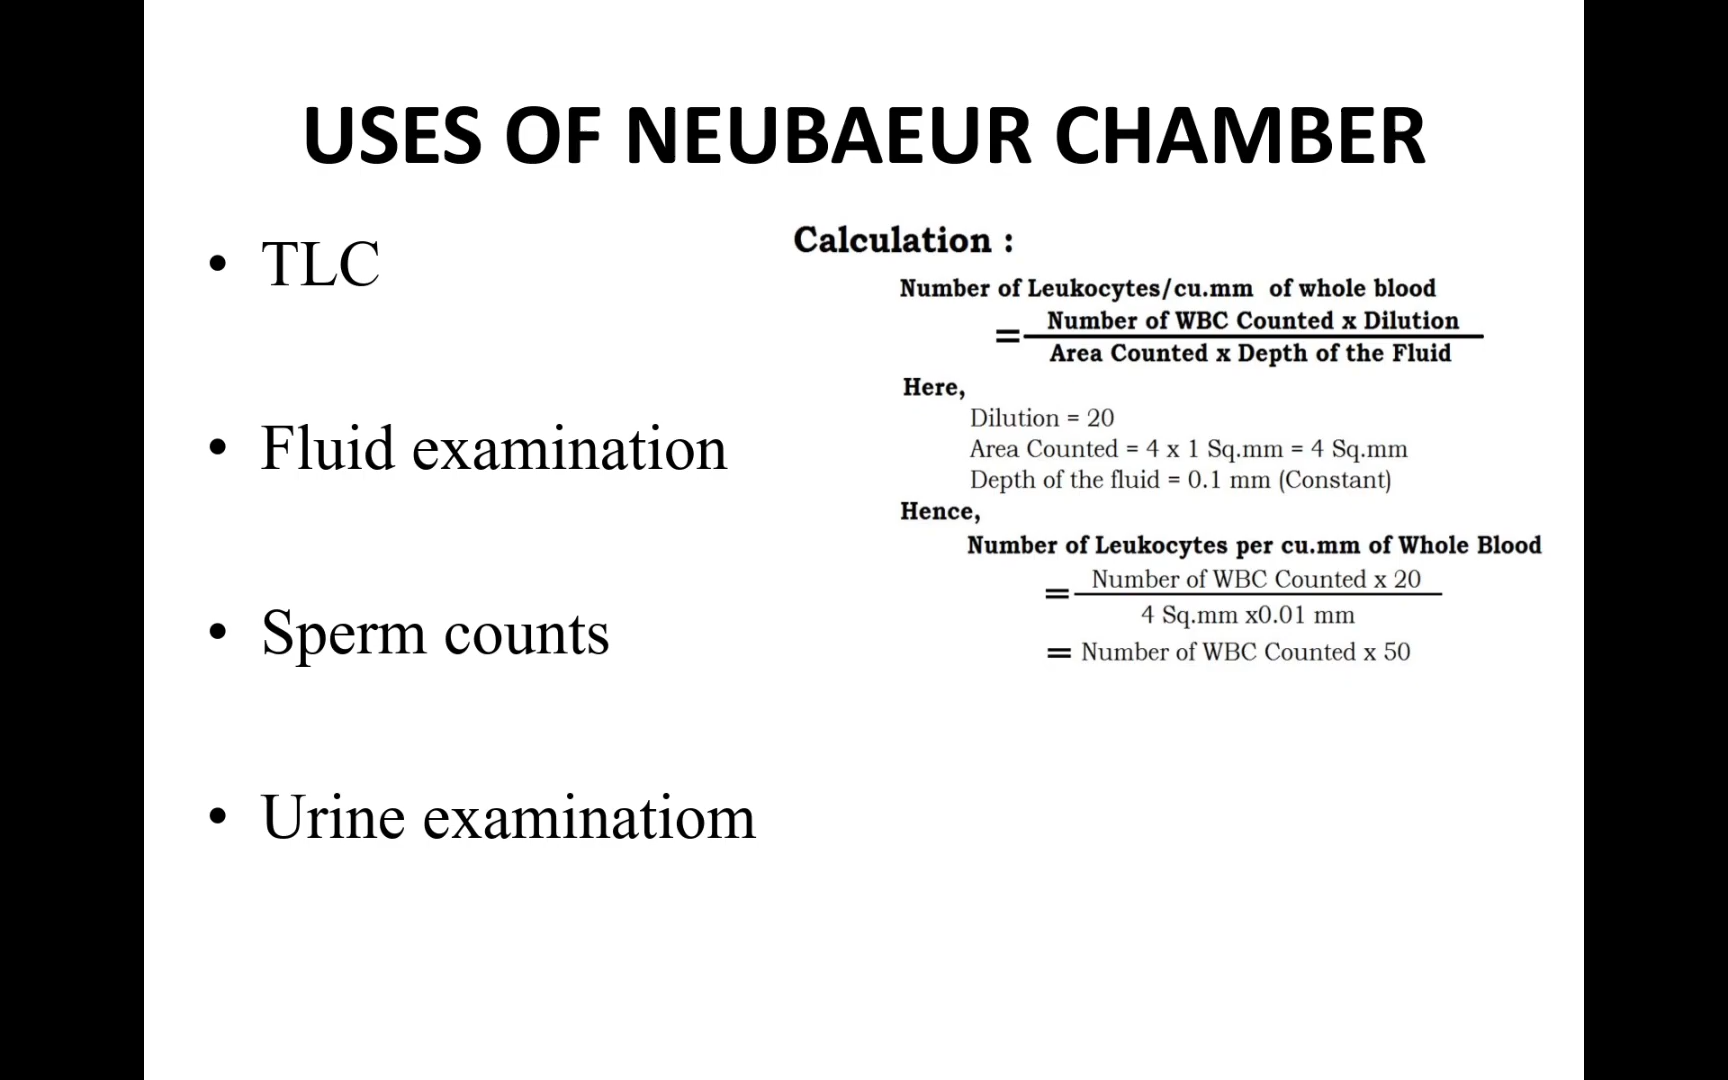 USES OF NEUBAEUR CHAMBER
• TLC
• Fluid examination
• Sperm counts
• Urine examinatiom
Calculation :
Number of Leukocytes/cu.mm of whole blood
= Number of WBC Counted x Dilution
Area Counted x Depth of the Fluid
Here,
Dilution = 20
Area Counted = 4 x 1 Sq.mm = 4 Sq.mm
Depth of the fluid = 0.1 mm (Constant)
Hence,
Number of Leukocytes per cu.mm of Whole Blood
= Number of WBC Counted x 20
4 Sq.mm x0.01 mm
= Number of WBC Counted x 50